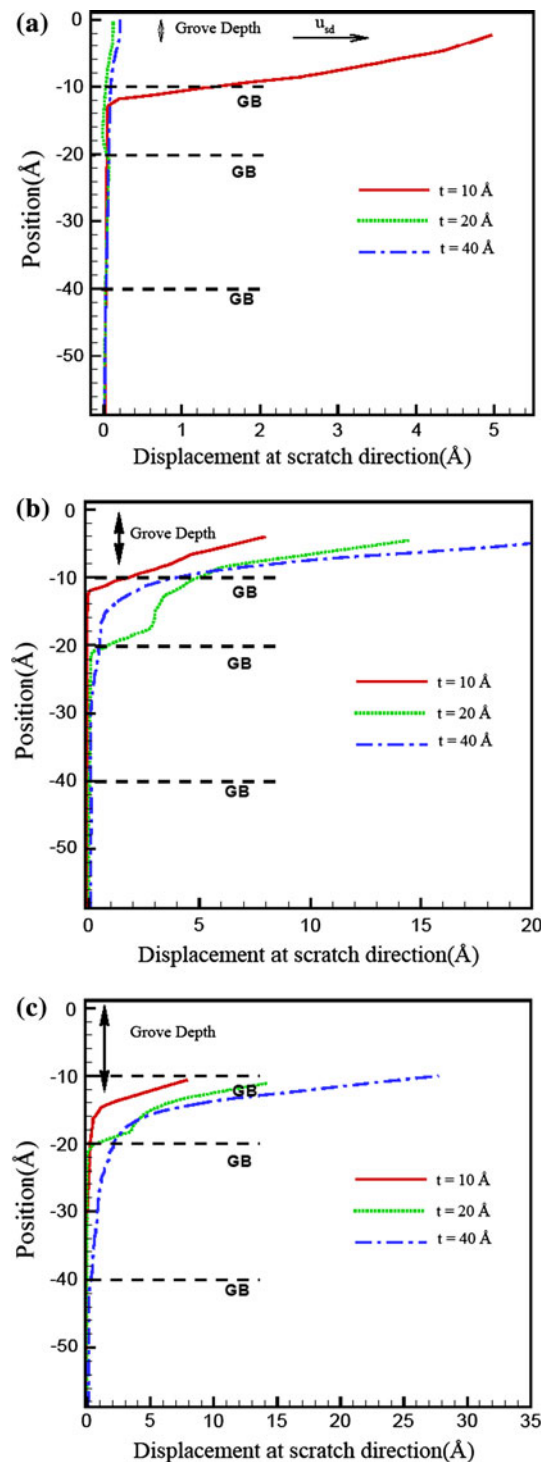 (a)
0
Grove Depth
u_sd
-10
GB
-20
GB
Position(Å)
t = 10 Å
t = 20 Å
-30
t = 40 Å
-40
GB
-50
0 1 2 3 4 5
Displacement at scratch direction(Å)
(b)
0
Grove Depth
-10
GB
-20
GB
Position(Å)
-30
t = 10 Å
t = 20 Å
t = 40 Å
-40
GB
-50
0 5 10 15 20
Displacement at scratch direction(Å)
(c)
0
Grove Depth
-10
GB
-20
GB
Position(Å)
t = 10 Å
-30
t = 20 Å
t = 40 Å
-40
GB
-50
0 5 10 15 20 25 30 35
Displacement at scratch direction(Å)